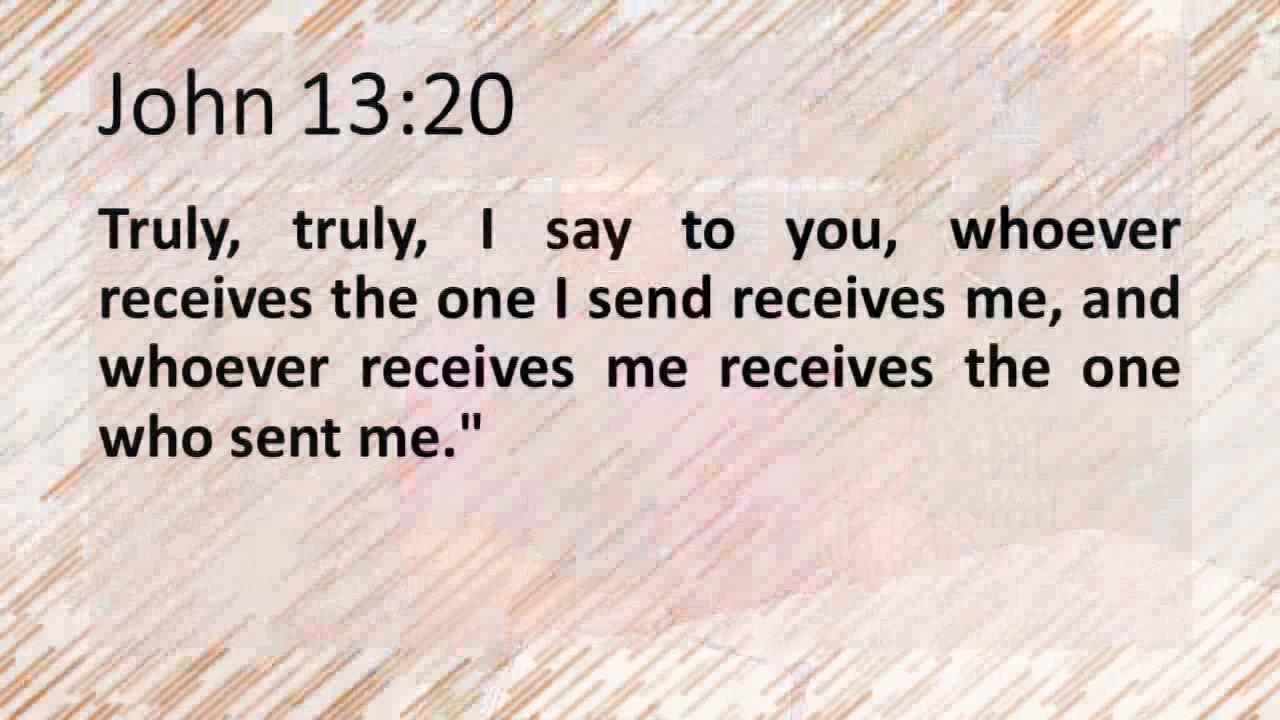 John 13:20
Truly, truly, I say to you, whoever
receives the one I send receives me, and
whoever receives me receives the one
who sent me."